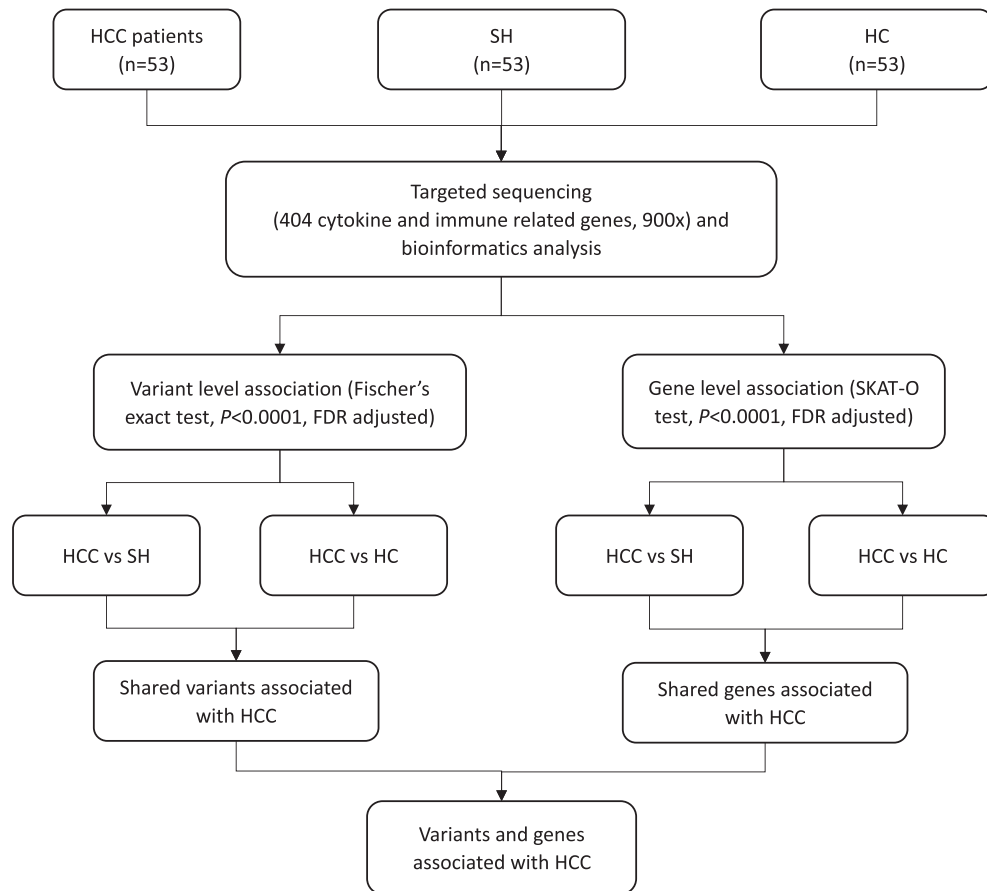 HCC patients
(n=53)
SH
(n=53)
HC
(n=53)
Targeted sequencing
(404 cytokine and immune related genes, 900x) and
bioinformatics analysis
Variant level association (Fischer’s
exact test, P<0.0001, FDR adjusted)
Gene level association (SKAT-O
test, P<0.0001, FDR adjusted)
HCC vs SH
HCC vs HC
HCC vs SH
HCC vs HC
Shared variants associated
with HCC
Shared genes associated
with HCC
Variants and genes
associated with HCC